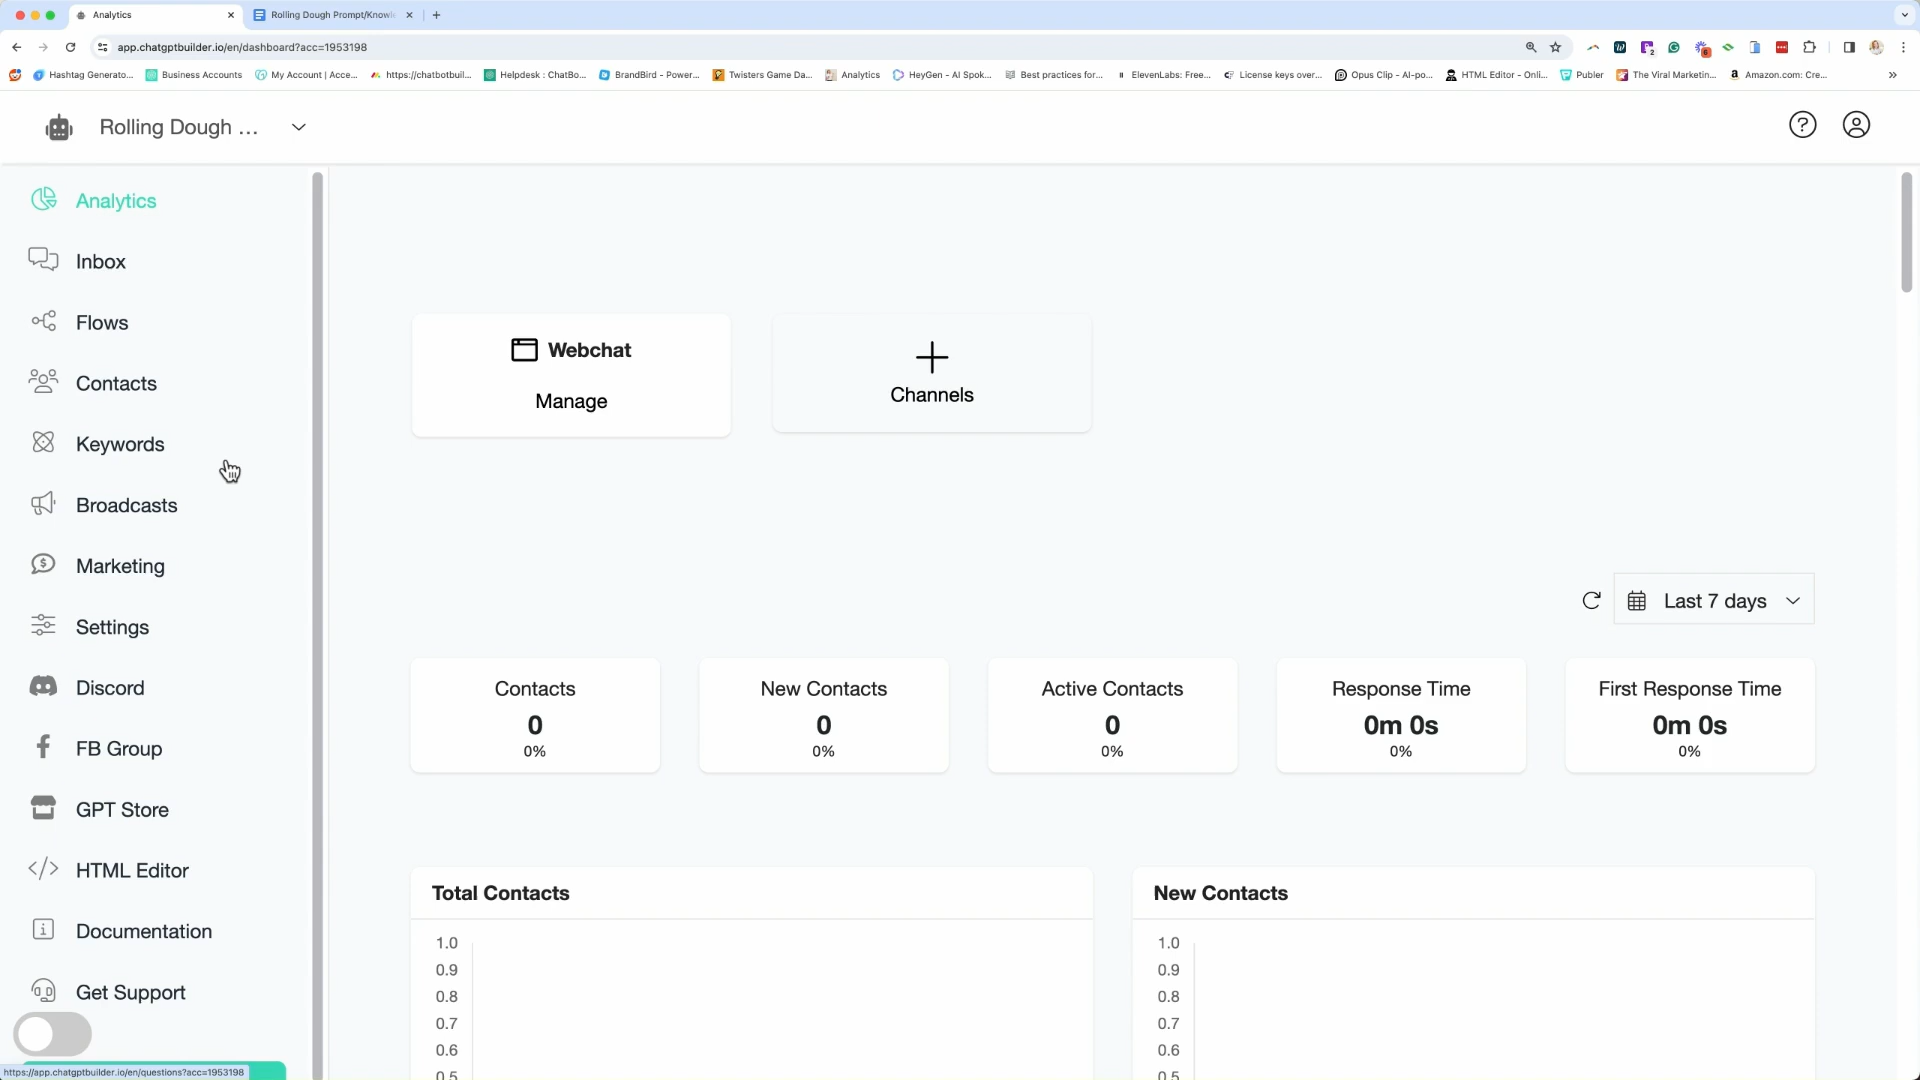 Analytics
Rolling Dough Prompt/Knowl
app.chatgptbuilder.io/en/dashboard?acc=1953198
Hashtag Generato...
Business Accounts
My Account | Acce...
https://chatbotbuil...
Helpdesk : ChatBo...
BrandBird - Power...
Twisters Game Da...
Analytics
HeyGen - AI Spok...
Best practices for...
ElevenLabs: Free...
License keys over...
Opus Clip - AI-po...
HTML Editor - Onli...
Publer
The Viral Marketin...
Amazon.com: Cre...
Rolling Dough ...
Analytics
Inbox
Flows
Contacts
Keywords
Broadcasts
Marketing
Settings
Discord
FB Group
GPT Store
HTML Editor
Documentation
Get Support
https://app.chatgptbuilder.io/en/questions?acc=1953198
Webchat
Manage
Channels
Last 7 days
Contacts
0
0%
New Contacts
0
0%
Active Contacts
0
0%
Response Time
0m 0s
0%
First Response Time
0m 0s
0%
Total Contacts
1.0
0.9
0.8
0.7
0.6
0.5
New Contacts
1.0
0.9
0.8
0.7
0.6
0.5